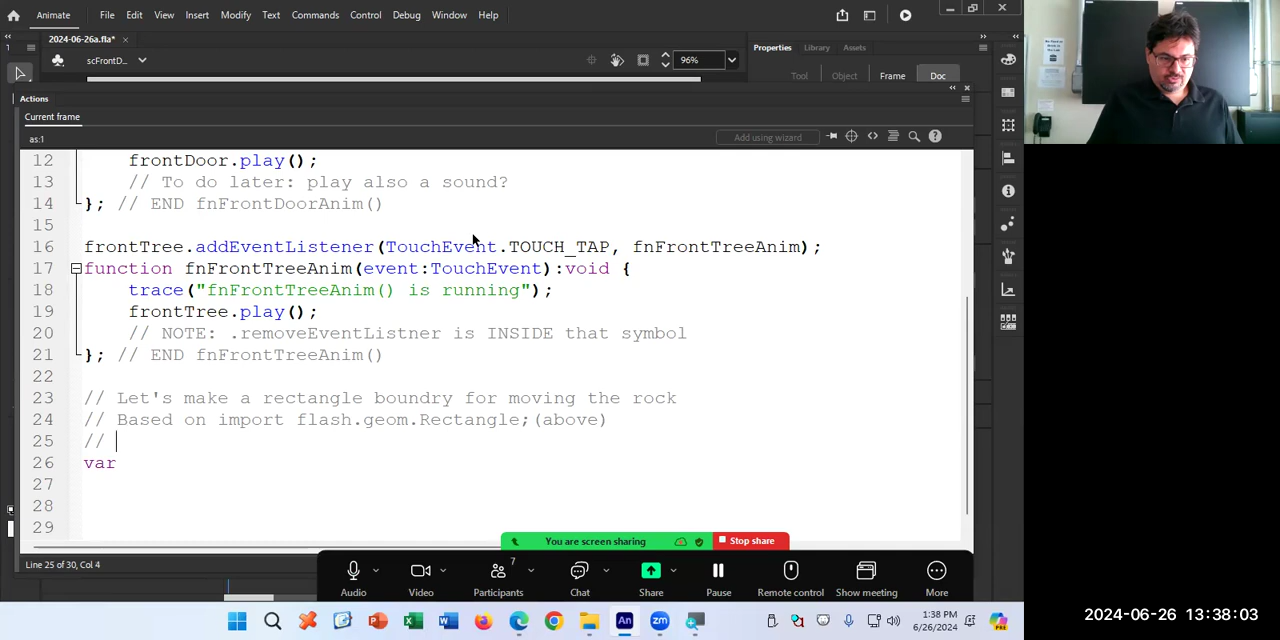 Animate File Edit View Insert Modify Text Commands Control Debug Window Help
2024-06-26a.fla* ×
scFrontD... 96%
Properties Library Assets
Tool Object Frame Doc
Actions
Current frame
as:1 Add using wizard
12 frontDoor.play();
13 // To do later: play also a sound?
14 }; // END fnFrontDoorAnim()
15
16 frontTree.addEventListener(TouchEvent.TOUCH_TAP, fnFrontTreeAnim);
17 function fnFrontTreeAnim(event:TouchEvent):void {
18 trace("fnFrontTreeAnim() is running");
19 frontTree.play();
20 // NOTE: .removeEventListner is INSIDE that symbol
21 }; // END fnFrontTreeAnim()
22
23 // Let's make a rectangle boundry for moving the rock
24 // Based on import flash.geom.Rectangle;(above)
25 //
26 var
27
28
29
You are screen sharing Stop share
Line 25 of 30, Col 4
7
Audio Video Participants Chat Share Pause Remote control Show meeting More
1:38 PM
6/26/2024
2024-06-26 13:38:03